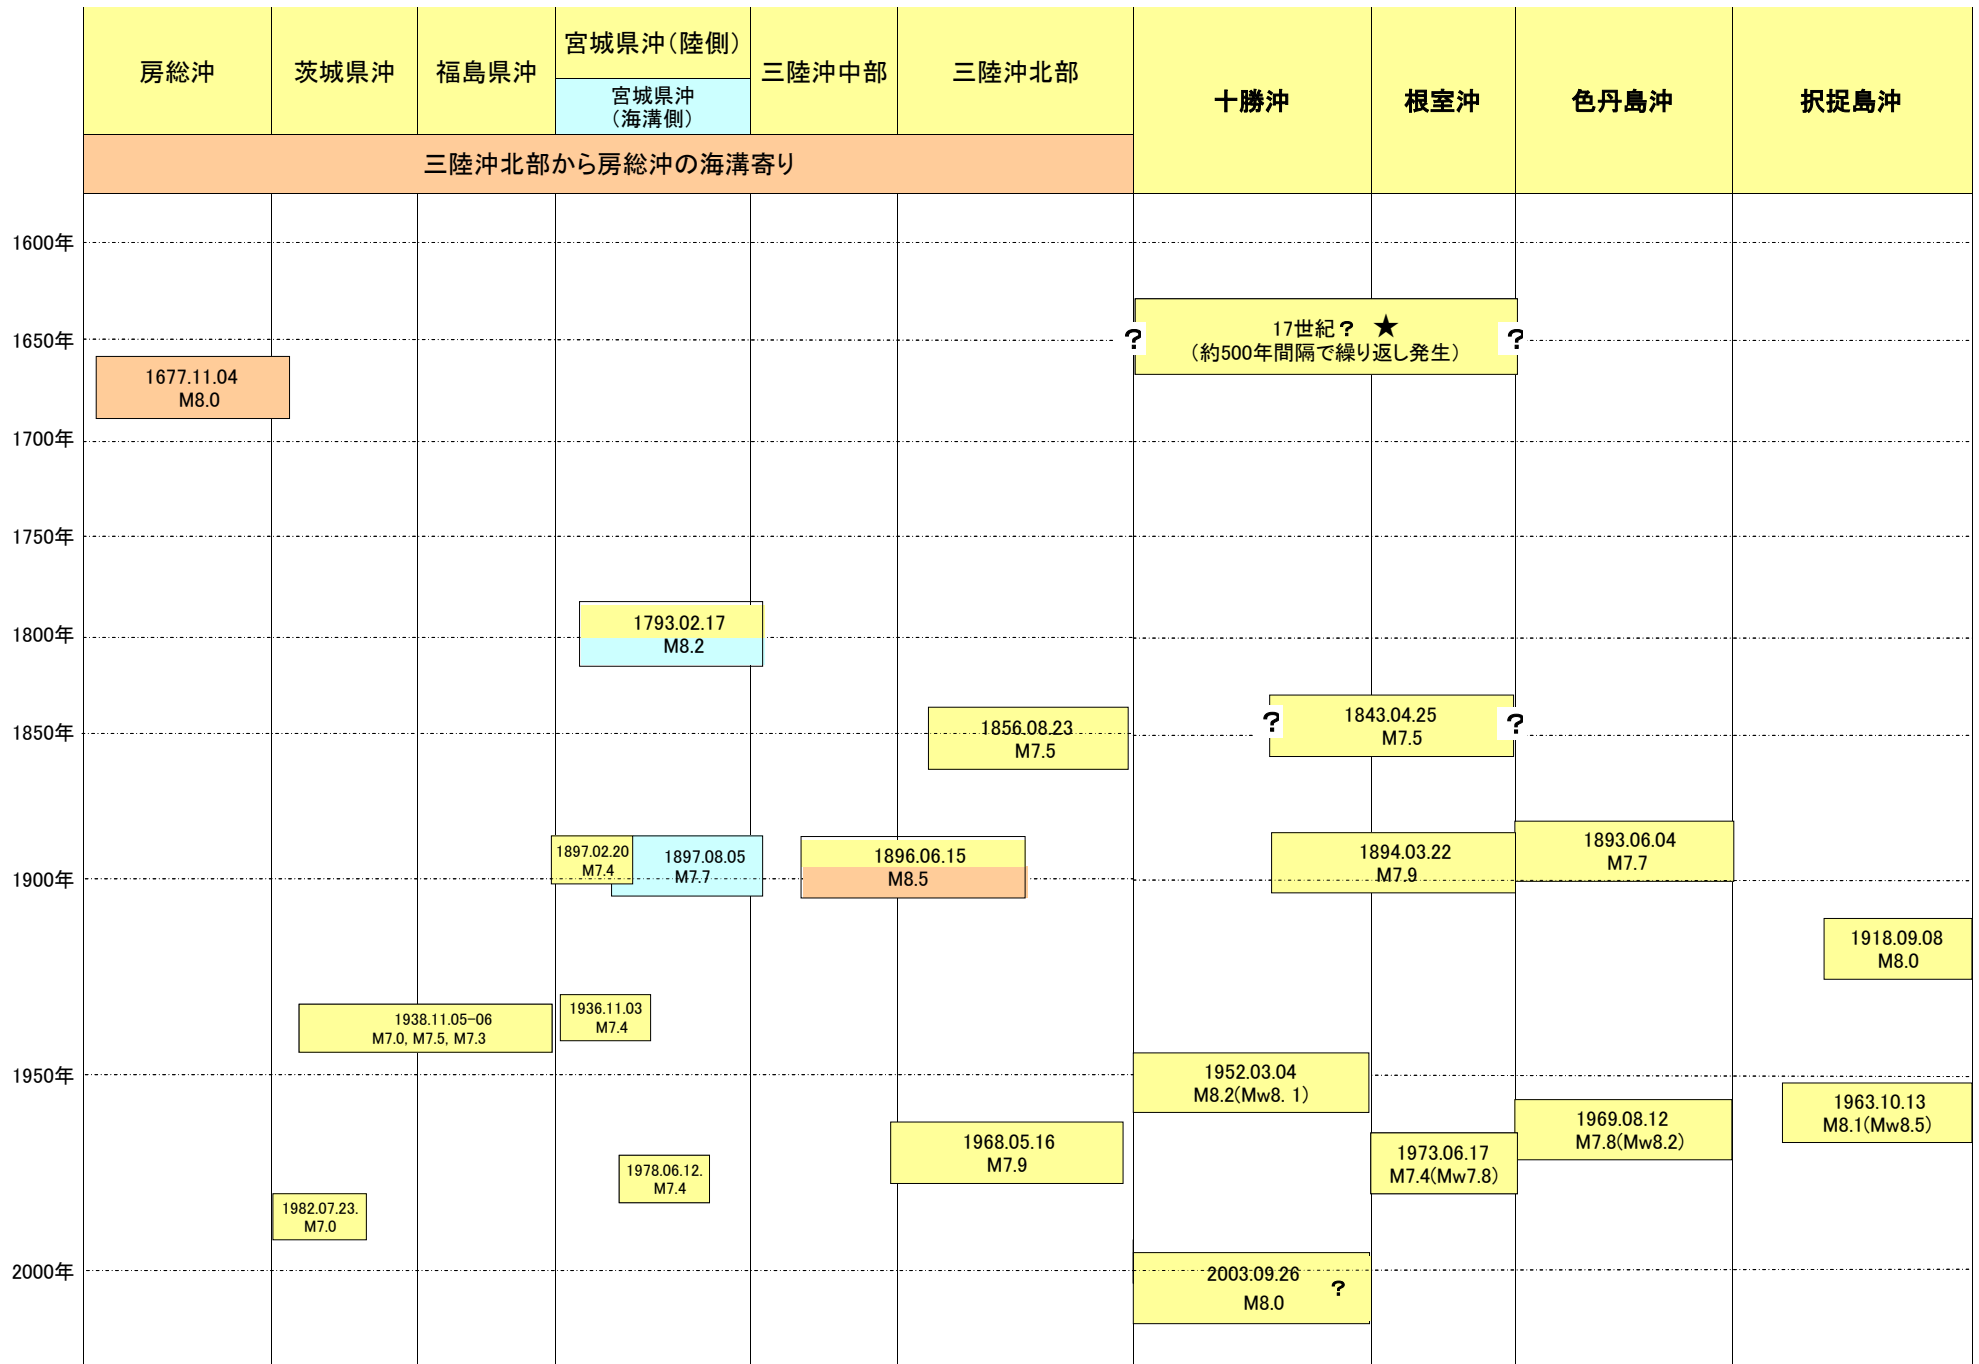 房総沖
茨城県沖
福島県沖
宮城県沖(陸側)
宮城県沖
(海溝側)
三陸沖中部
三陸沖北部
十勝沖
根室沖
色丹島沖
択捉島沖
三陸沖北部から房総沖の海溝寄り
1600年
17世紀? ★
(約500年間隔で繰り返し発生)
?
?
1650年
1677.11.04
M8.0
1700年
1750年
1793.02.17
M8.2
1800年
1856.08.23
M7.5
?
1843.04.25
M7.5
?
1850年
1897.02.20
M7.4
1897.08.05
M7.7
1896.06.15
M8.5
1894.03.22
M7.9
1893.06.04
M7.7
1900年
1918.09.08
M8.0
1938.11.05-06
M7.0, M7.5, M7.3
1936.11.03
M7.4
1950年
1952.03.04
M8.2(Mw8. 1)
1968.05.16
M7.9
1973.06.17
M7.4(Mw7.8)
1969.08.12
M7.8(Mw8.2)
1963.10.13
M8.1(Mw8.5)
1978.06.12.
M7.4
1982.07.23.
M7.0
2000年
2003.09.26
M8.0
?